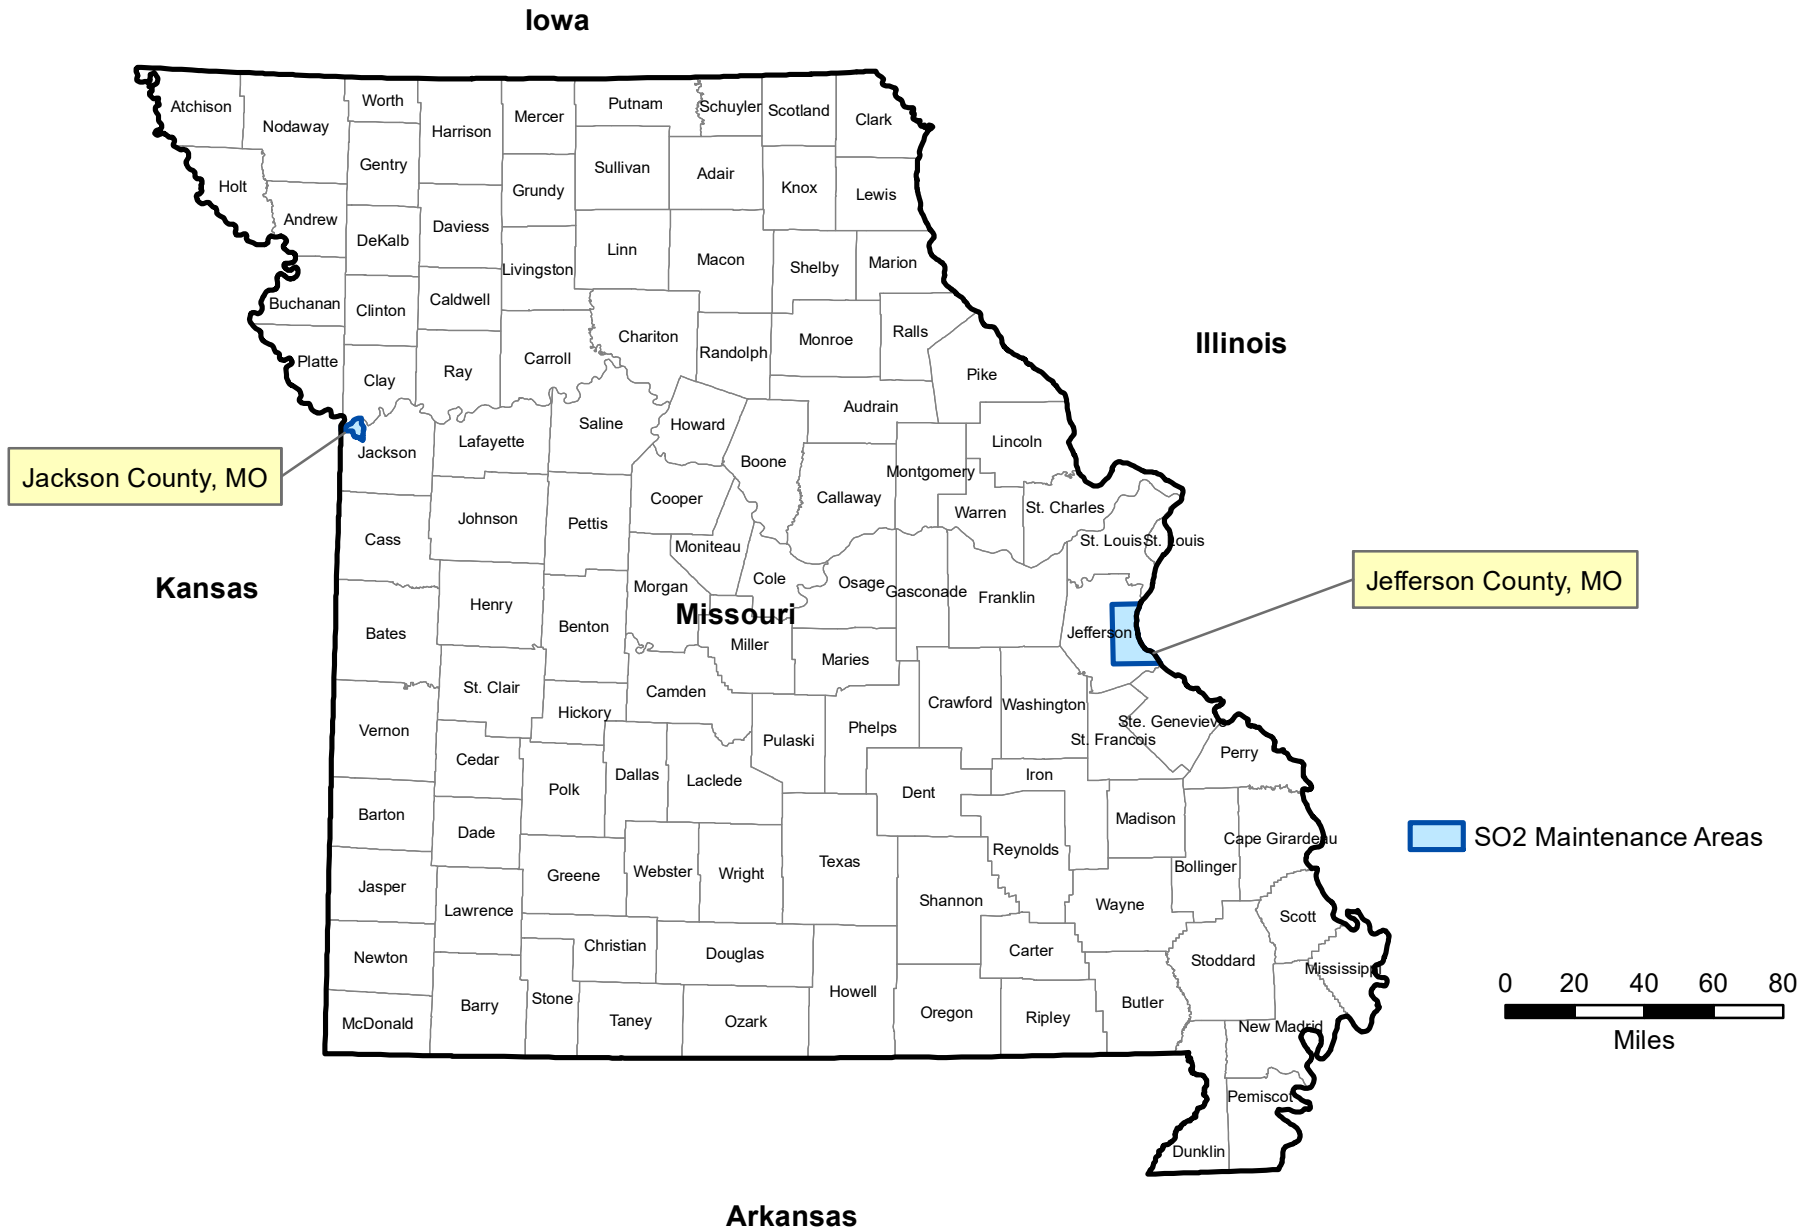 Iowa
Atchison
Nodaway
Worth
Harrison
Mercer
Putnam
Schuyler
Scotland
Clark
Holt
Andrew
Gentry
DeKalb
Daviess
Grundy
Sullivan
Adair
Knox
Lewis
Livingston
Linn
Macon
Shelby
Marion
Buchanan
Clinton
Caldwell
Chariton
Randolph
Monroe
Ralls
Illinois
Platte
Clay
Ray
Carroll
Pike
Audrain
Jackson
Lafayette
Saline
Howard
Boone
Lincoln
Jackson County, MO
Montgomery
Callaway
Cooper
Warren
St. Charles
Cass
Johnson
Pettis
Moniteau
St. Louis
St. Louis
Kansas
Morgan
Cole
Osage
Gasconade
Franklin
Jefferson County, MO
Missouri
Bates
Henry
Benton
Miller
Maries
Jefferson
St. Clair
Camden
Hickory
Crawford
Washington
Ste. Genevieve
Vernon
Phelps
Pulaski
St. Francois
Perry
Cedar
Polk
Dallas
Laclede
Dent
Iron
Barton
Dade
Madison
Cape Girardeau
SO2 Maintenance Areas
Reynolds
Texas
Bollinger
Jasper
Greene
Webster
Wright
Lawrence
Shannon
Wayne
Scott
Newton
Christian
Douglas
Carter
Stoddard
Mississippi
0 20 40 60 80
Miles
McDonald
Barry
Stone
Taney
Ozark
Howell
Oregon
Ripley
Butler
New Madrid
Pemiscot
Dunklin
Arkansas